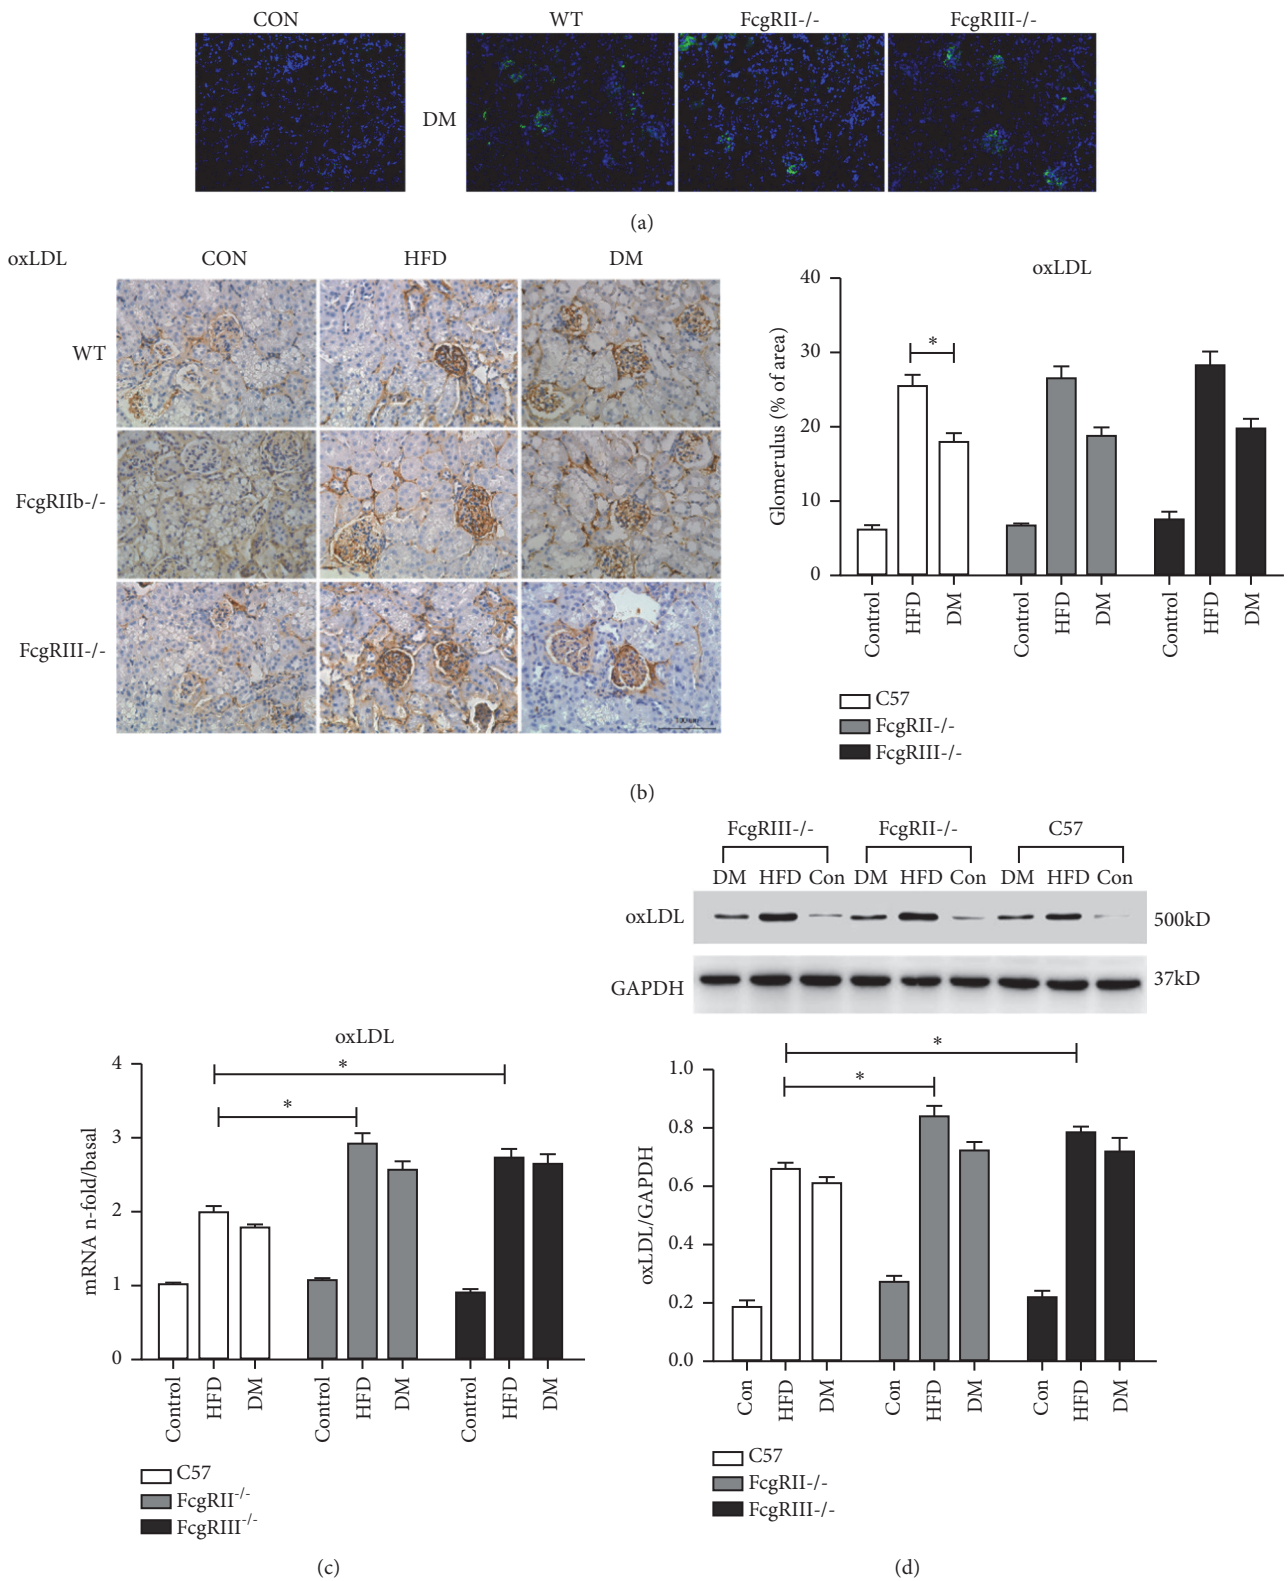 CON WT FcgRII-/- FcgRIII-/-
DM
(a)
oxLDL CON HFD DM
WT
FcgRIIb-/-
FcgRIII-/-
oxLDL
Glomerulus (% of area)
40
30
20
10
0
*
Control HFD DM Control HFD DM Control HFD DM
C57
FcgRII-/-
FcgRIII-/-
(b)
FcgRIII-/- FcgRII-/- C57
DM HFD Con DM HFD Con DM HFD Con
oxLDL 500kD
GAPDH 37kD
oxLDL
mRNA n-fold/basal
4
3
2
1
0
*
*
Control HFD DM Control HFD DM Control HFD DM
C57
FcgRII-/-
FcgRIII-/-
(c)
oxLDL/GAPDH
1.0
0.8
0.6
0.4
0.2
0.0
*
*
Con HFD DM Con HFD DM Con HFD DM
C57
FcgRII-/-
FcgRIII-/-
(d)